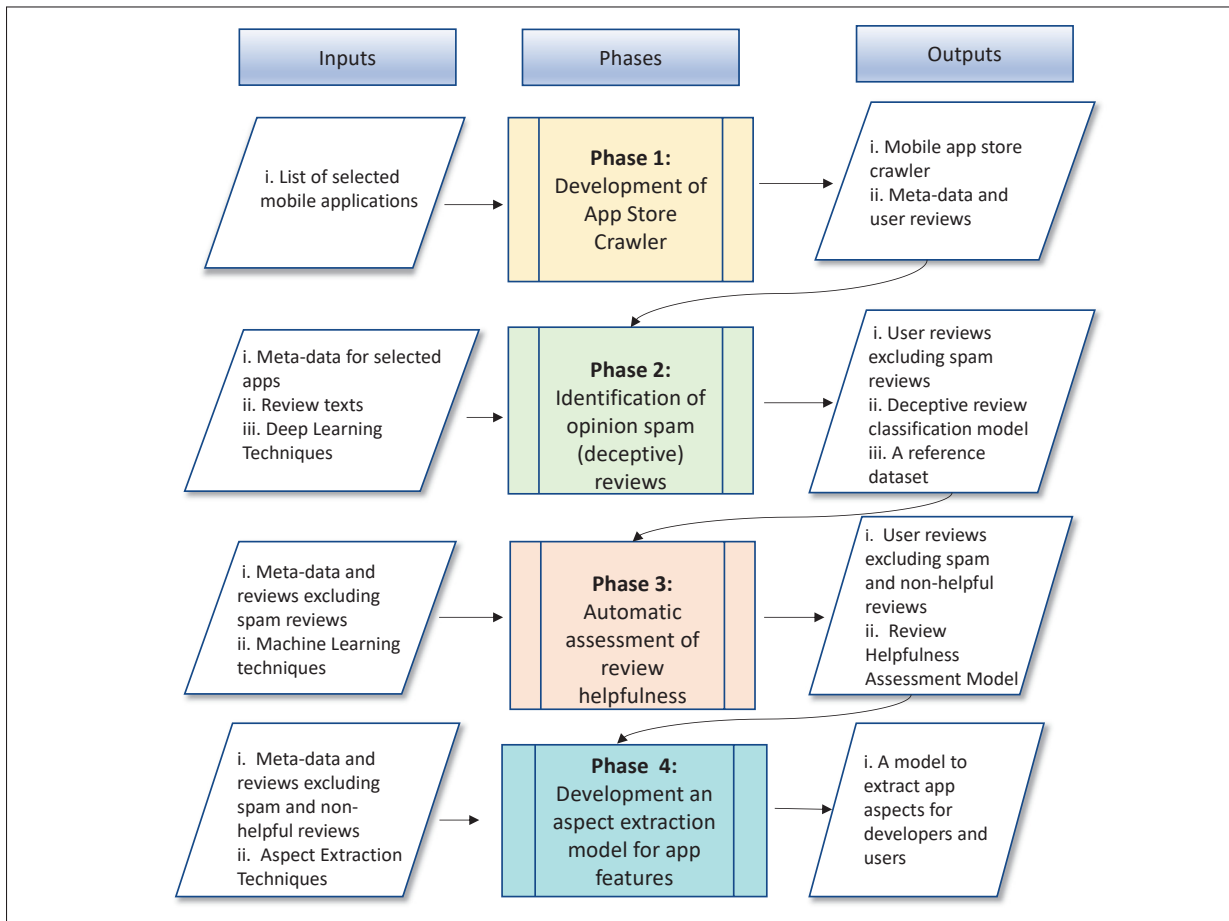 Inputs
Phases
Outputs
i. List of selected
mobile applications
Phase 1:
Development of
App Store
Crawler
i. Mobile app store
crawler
ii. Meta-data and
user reviews
i. Meta-data for selected
apps
ii. Review texts
iii. Deep Learning
Techniques
Phase 2:
Identification of
opinion spam
(deceptive)
reviews
i. User reviews
excluding spam
reviews
ii. Deceptive review
classification model
iii. A reference
dataset
i. Meta-data and
reviews excluding
spam reviews
ii. Machine Learning
techniques
Phase 3:
Automatic
assessment of
review
helpfulness
i. User reviews
excluding spam
and non-helpful
reviews
ii. Review
Helpfulness
Assessment Model
i. Meta-data and
reviews excluding
spam and non-
helpful reviews
ii. Aspect Extraction
Techniques
Phase 4:
Development an
aspect extraction
model for app
features
i. A model to
extract app
aspects for
developers and
users